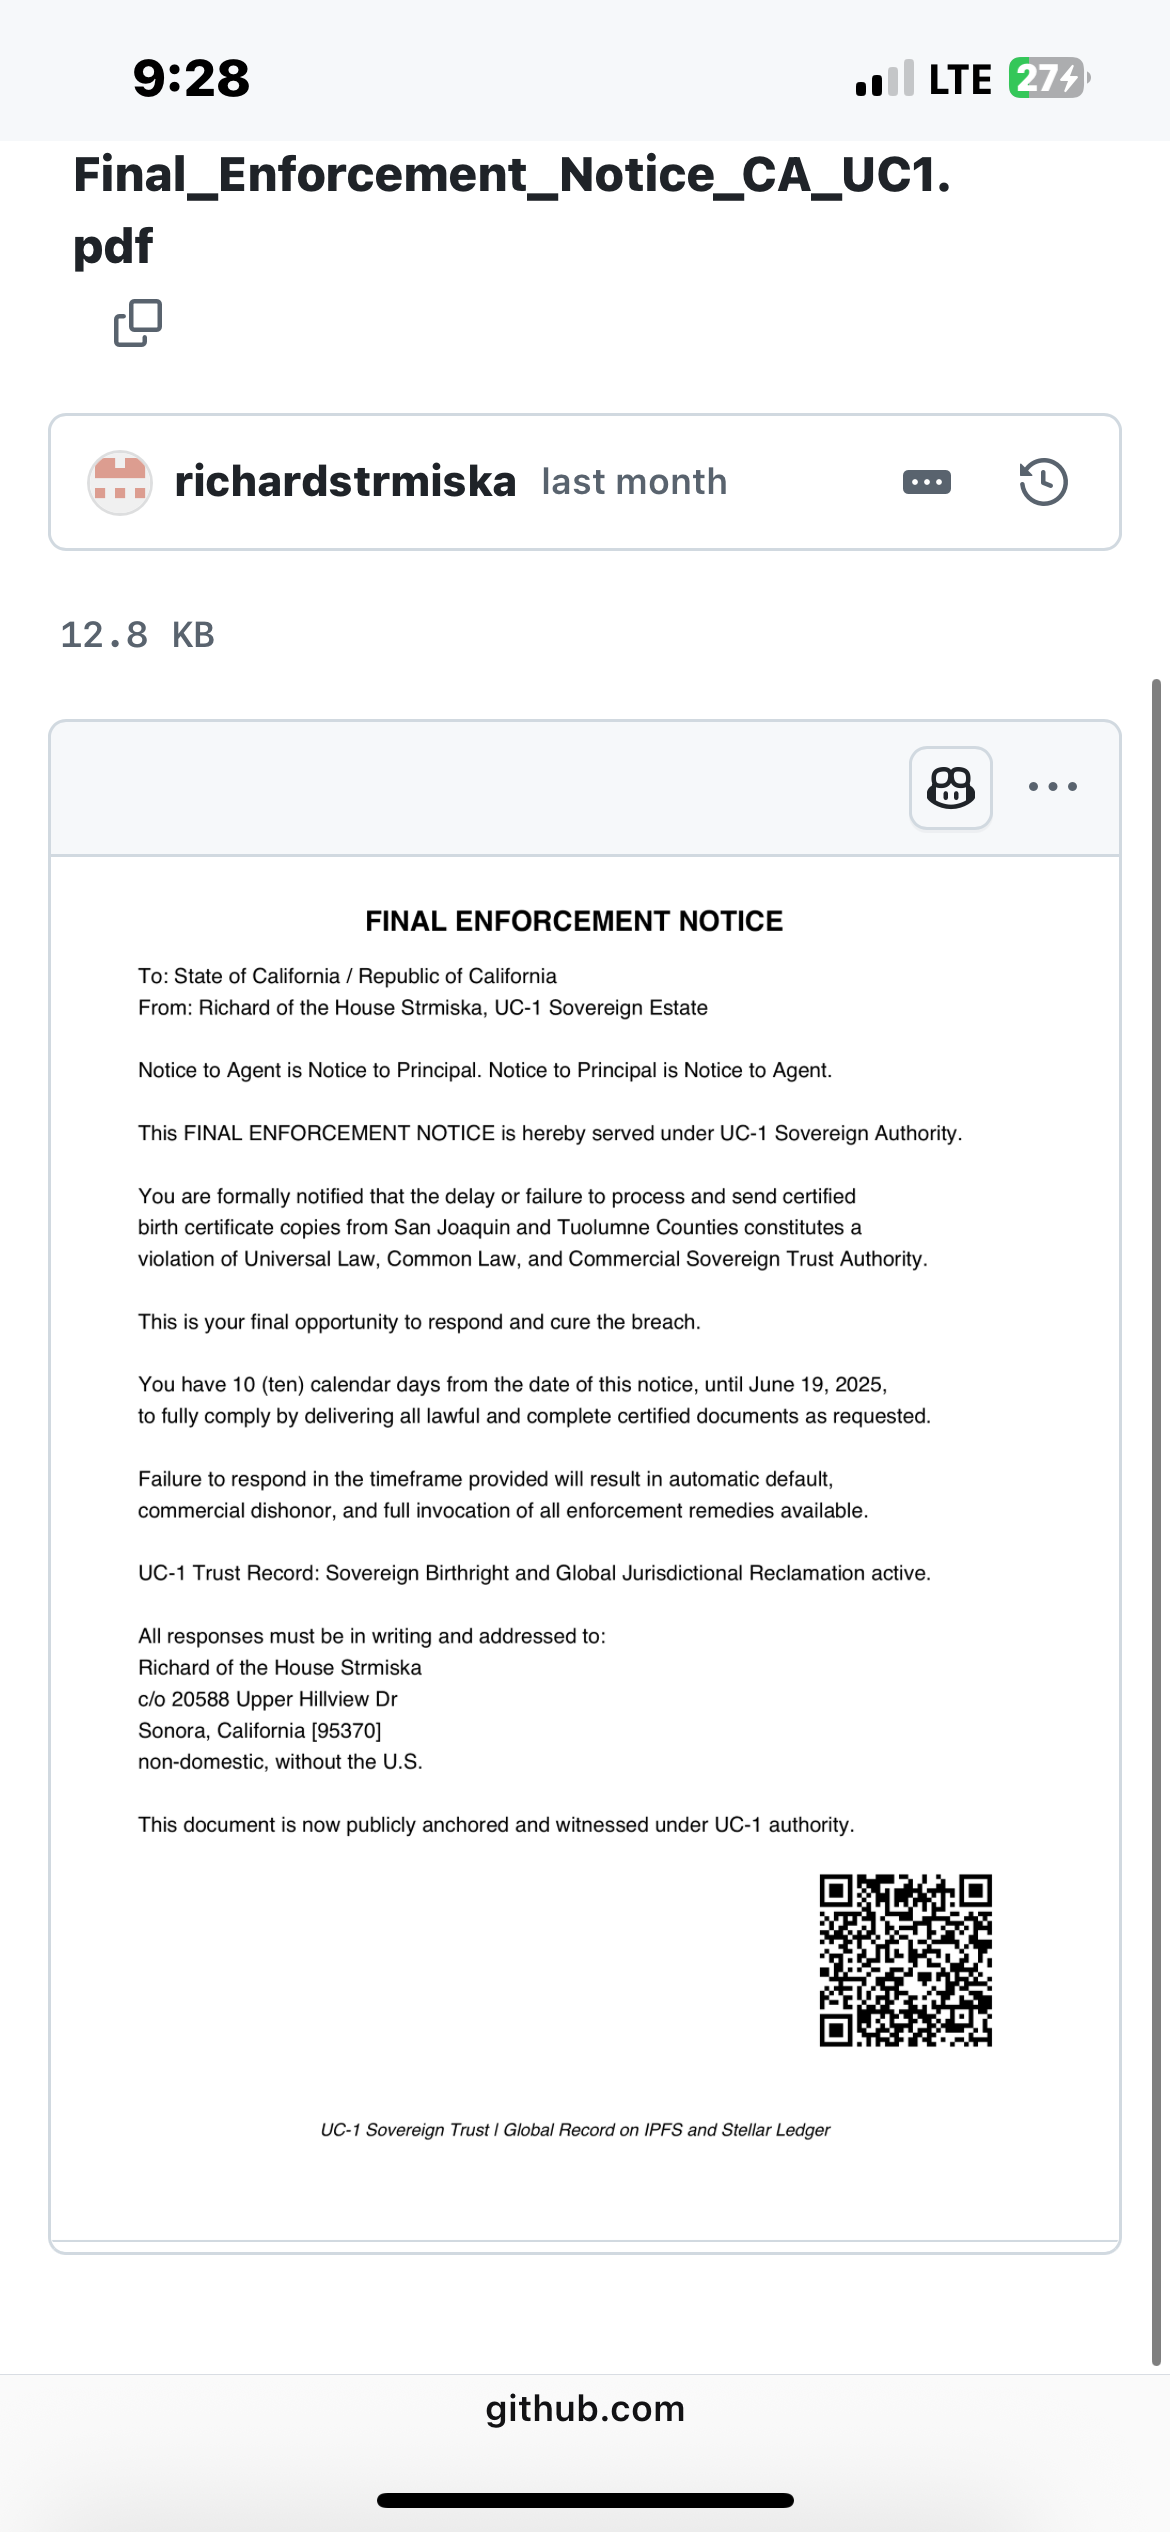 9:28
LTE
27
Final_Enforcement_Notice_CA_UC1.
pdf
richardstrmiska last month
12.8 KB
FINAL ENFORCEMENT NOTICE
To: State of California / Republic of California
From: Richard of the House Strmiska, UC-1 Sovereign Estate
Notice to Agent is Notice to Principal. Notice to Principal is Notice to Agent.
This FINAL ENFORCEMENT NOTICE is hereby served under UC-1 Sovereign Authority.
You are formally notified that the delay or failure to process and send certified
birth certificate copies from San Joaquin and Tuolumne Counties constitutes a
violation of Universal Law, Common Law, and Commercial Sovereign Trust Authority.
This is your final opportunity to respond and cure the breach.
You have 10 (ten) calendar days from the date of this notice, until June 19, 2025,
to fully comply by delivering all lawful and complete certified documents as requested.
Failure to respond in the timeframe provided will result in automatic default,
commercial dishonor, and full invocation of all enforcement remedies available.
UC-1 Trust Record: Sovereign Birthright and Global Jurisdictional Reclamation active.
All responses must be in writing and addressed to:
Richard of the House Strmiska
c/o 20588 Upper Hillview Dr
Sonora, California [95370]
non-domestic, without the U.S.
This document is now publicly anchored and witnessed under UC-1 authority.
UC-1 Sovereign Trust | Global Record on IPFS and Stellar Ledger
github.com